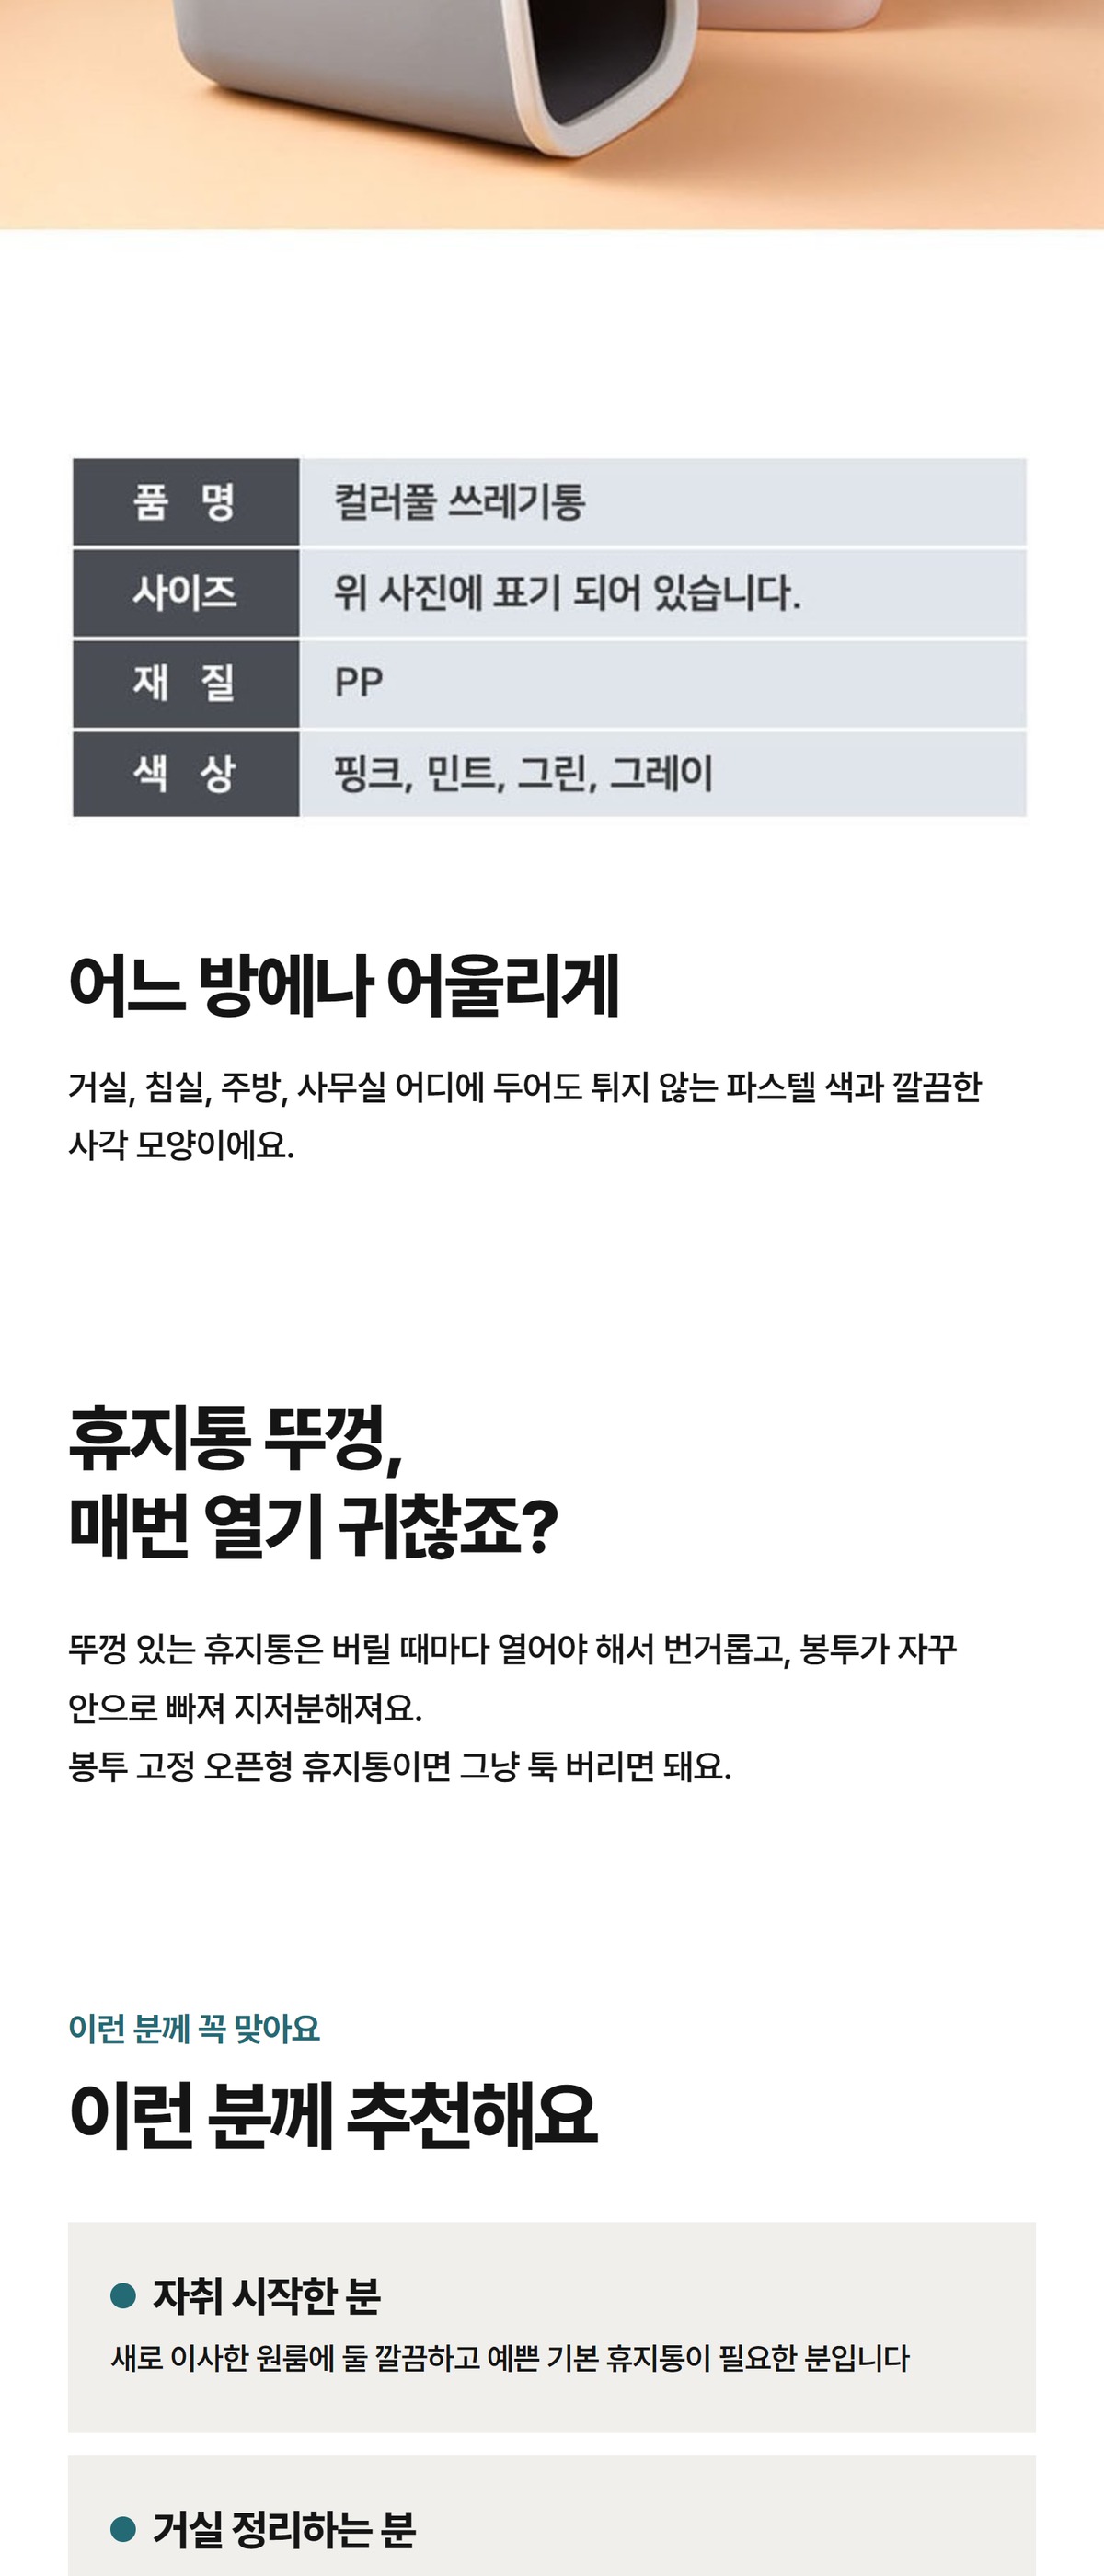 품 명 컬러풀 쓰레기통
사이즈 위 사진에 표기 되어 있습니다.
재 질 PP
색 상 핑크, 민트, 그린, 그레이
어느 방에나 어울리게
거실, 침실, 주방, 사무실 어디에 두어도 튀지 않는 파스텔 색과 깔끔한
사각 모양이에요.
휴지통 뚜껑,
매번 열기 귀찮죠?
뚜껑 있는 휴지통은 버릴 때마다 열어야 해서 번거롭고, 봉투가 자꾸
안으로 빠져 지저분해져요.
봉투 고정 오픈형 휴지통이면 그냥 툭 버리면 돼요.
이런 분께 꼭 맞아요
이런 분께 추천해요
자취 시작한 분
새로 이사한 원룸에 둘 깔끔하고 예쁜 기본 휴지통이 필요한 분입니다
거실 정리하는 분